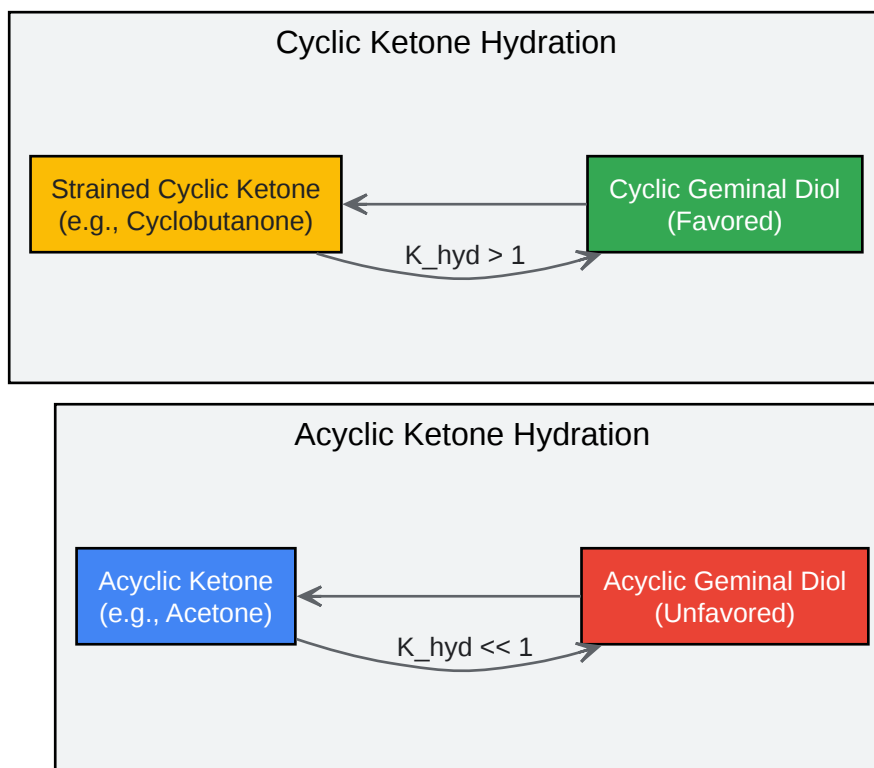 Cyclic Ketone Hydration
Strained Cyclic Ketone
(e.g., Cyclobutanone)
Cyclic Geminal Diol
(Favored)
K_hyd > 1
Acyclic Ketone Hydration
Acyclic Ketone
(e.g., Acetone)
Acyclic Geminal Diol
(Unfavored)
K_hyd << 1